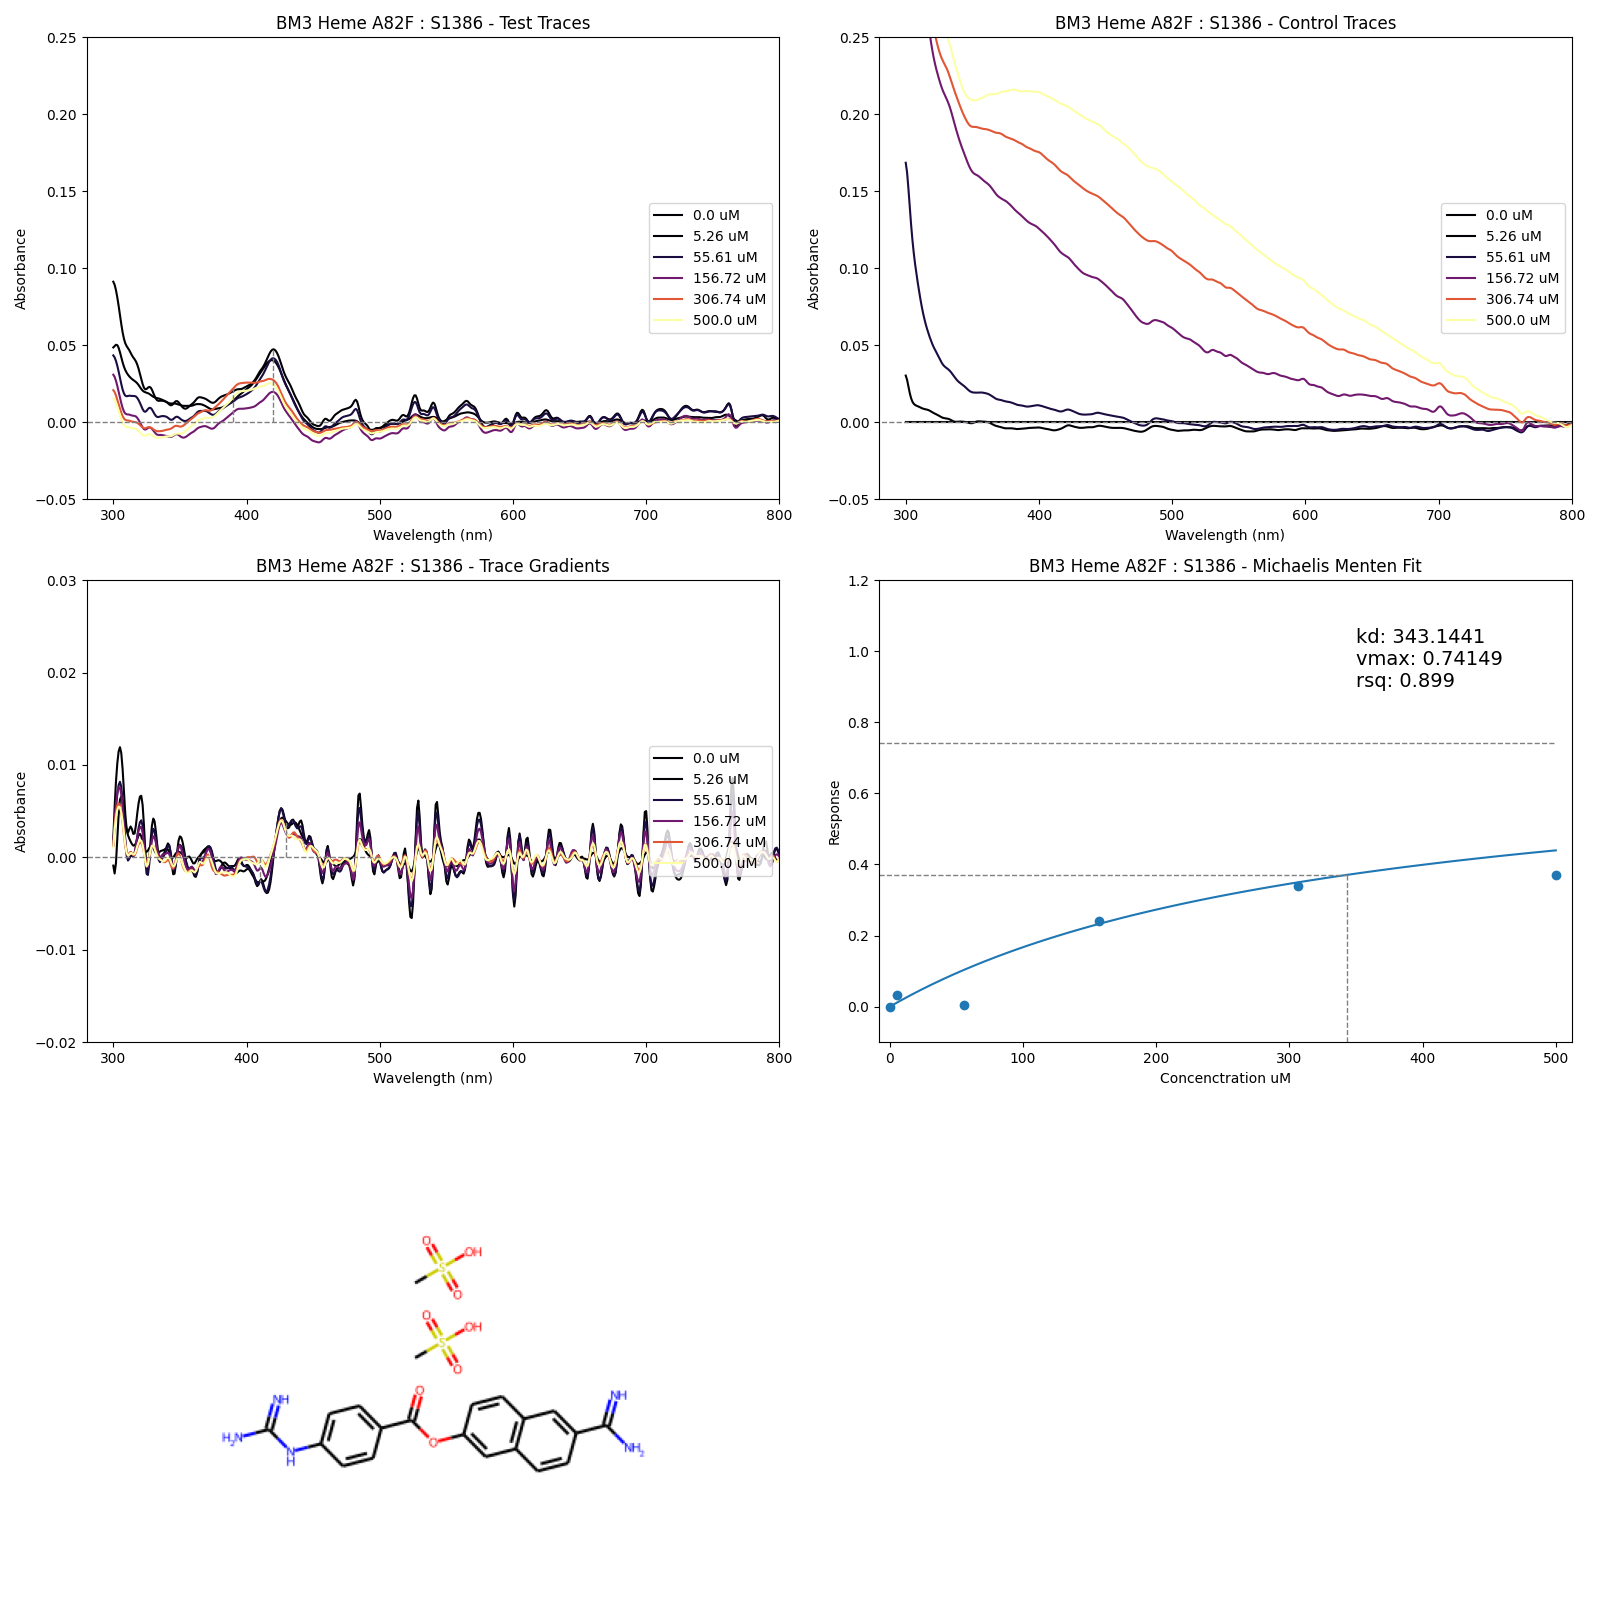 BM3 Heme A82F : S1386 - Test Traces
0.25
0.20
0.15
0.10
0.05
0.00
−0.05
Absorbance
300 400 500 600 700 800
Wavelength (nm)
0.0 uM
5.26 uM
55.61 uM
156.72 uM
306.74 uM
500.0 uM
BM3 Heme A82F : S1386 - Control Traces
0.25
0.20
0.15
0.10
0.05
0.00
−0.05
Absorbance
300 400 500 600 700 800
Wavelength (nm)
0.0 uM
5.26 uM
55.61 uM
156.72 uM
306.74 uM
500.0 uM
BM3 Heme A82F : S1386 - Trace Gradients
0.03
0.02
0.01
0.00
−0.01
−0.02
Absorbance
300 400 500 600 700 800
Wavelength (nm)
0.0 uM
5.26 uM
55.61 uM
156.72 uM
306.74 uM
500.0 uM
BM3 Heme A82F : S1386 - Michaelis Menten Fit
1.2
1.0
0.8
0.6
0.4
0.2
0.0
Response
0 100 200 300 400 500
Concenctration uM
kd: 343.1441
vmax: 0.74149
rsq: 0.899
O
OH
S
O
O
OH
S
O
O
NH
NH
H2N
N
H
O
NH2